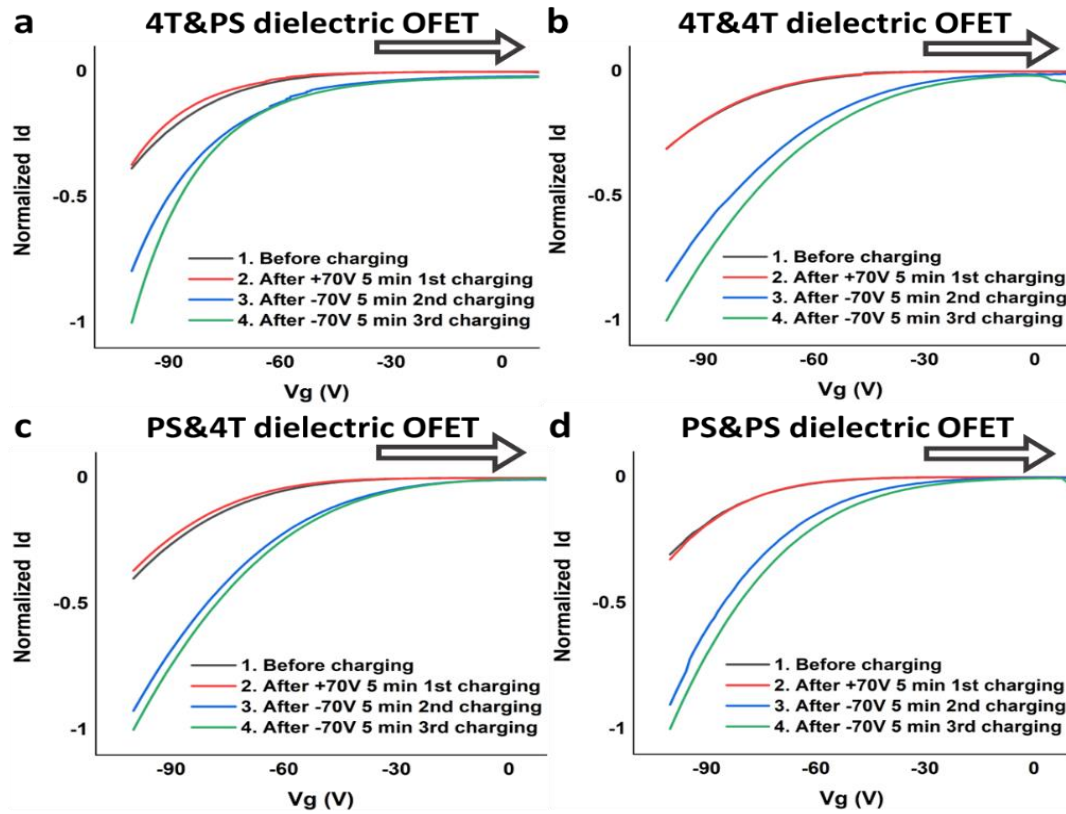 a 4T&PS dielectric OFET
0
-0.5
-1
Normalized Id
1. Before charging
2. After +70V 5 min 1st charging
3. After -70V 5 min 2nd charging
4. After -70V 5 min 3rd charging
-90 -60 -30 0
Vg (V)
b 4T&4T dielectric OFET
0
-0.5
-1
Normalized Id
1. Before charging
2. After +70V 5 min 1st charging
3. After -70V 5 min 2nd charging
4. After -70V 5 min 3rd charging
-90 -60 -30 0
Vg (V)
c PS&4T dielectric OFET
0
-0.5
-1
Normalized Id
1. Before charging
2. After +70V 5 min 1st charging
3. After -70V 5 min 2nd charging
4. After -70V 5 min 3rd charging
-90 -60 -30 0
Vg (V)
d PS&PS dielectric OFET
0
-0.5
-1
Normalized Id
1. Before charging
2. After +70V 5 min 1st charging
3. After -70V 5 min 2nd charging
4. After -70V 5 min 3rd charging
-90 -60 -30 0
Vg (V)